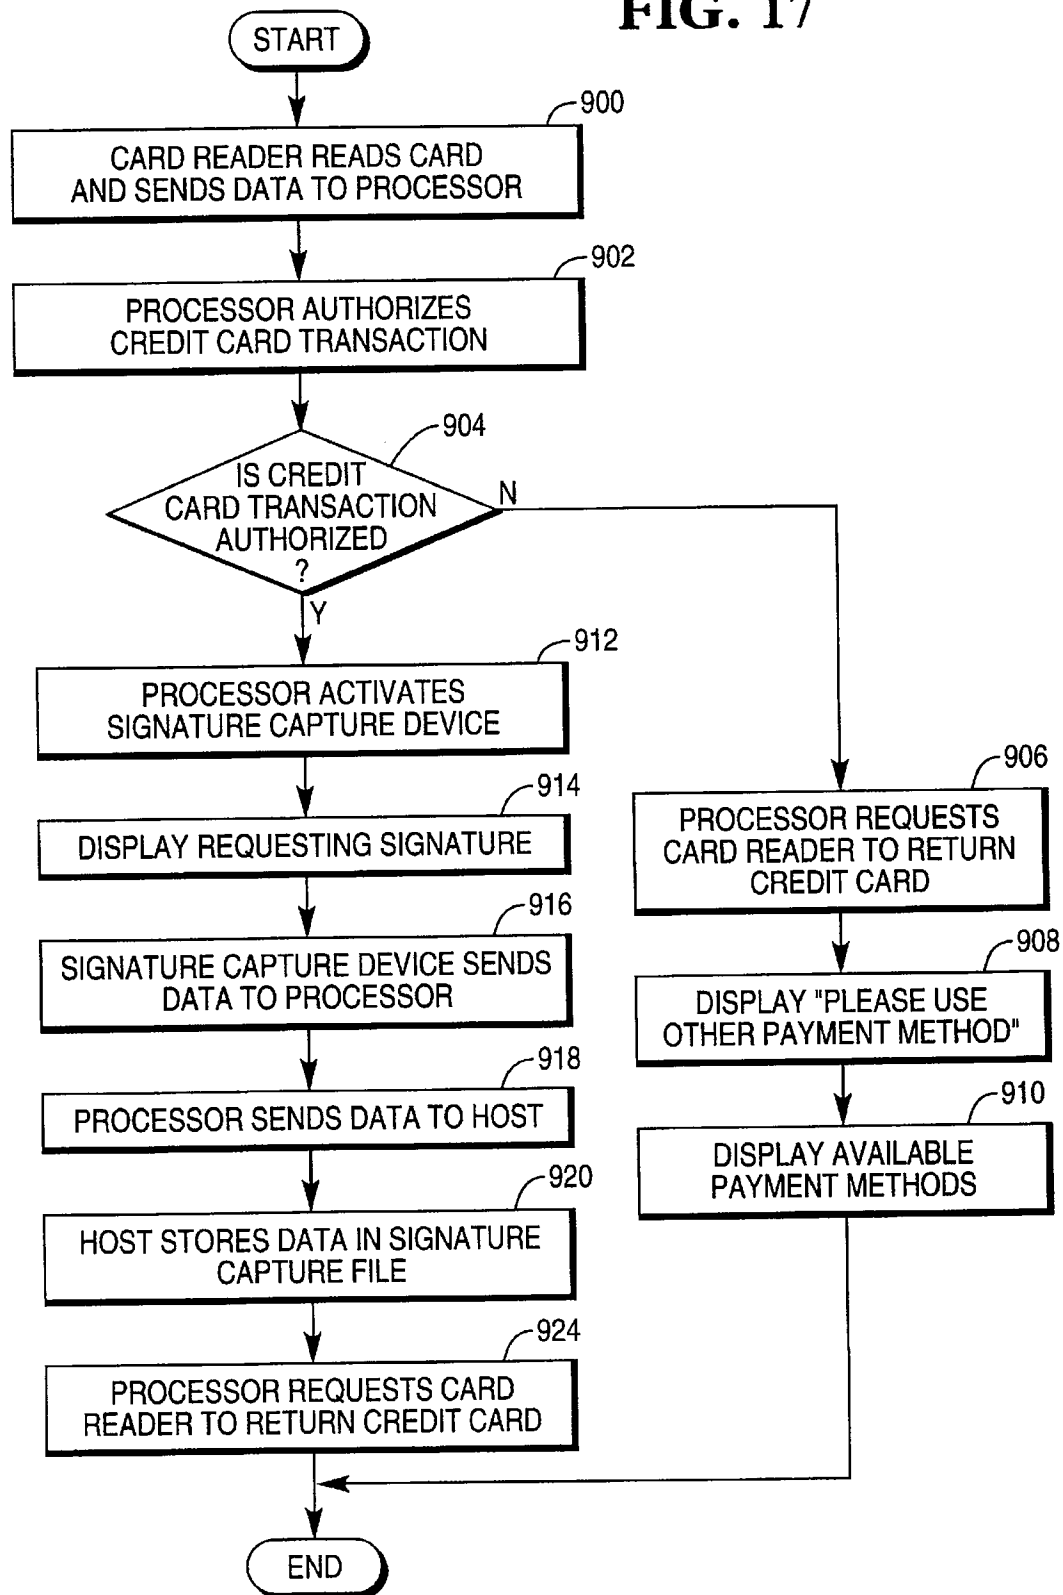 FIG. 17
START
900
CARD READER READS CARD
AND SENDS DATA TO PROCESSOR
902
PROCESSOR AUTHORIZES
CREDIT CARD TRANSACTION
904
IS CREDIT
CARD TRANSACTION
AUTHORIZED
?
N
Y
912
PROCESSOR ACTIVATES
SIGNATURE CAPTURE DEVICE
914
DISPLAY REQUESTING SIGNATURE
916
SIGNATURE CAPTURE DEVICE SENDS
DATA TO PROCESSOR
918
PROCESSOR SENDS DATA TO HOST
920
HOST STORES DATA IN SIGNATURE
CAPTURE FILE
924
PROCESSOR REQUESTS CARD
READER TO RETURN CREDIT CARD
906
PROCESSOR REQUESTS
CARD READER TO RETURN
CREDIT CARD
908
DISPLAY "PLEASE USE
OTHER PAYMENT METHOD"
910
DISPLAY AVAILABLE
PAYMENT METHODS
END